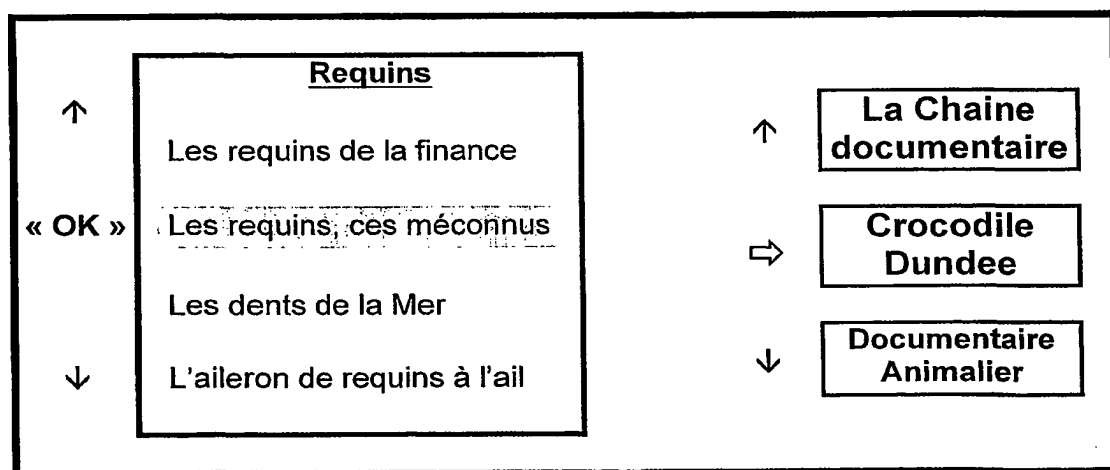 Requins
↑
Les requins de la finance
« OK »
Les requins, ces méconnus
Les dents de la Mer
↓
L'aileron de requins à l'ail
↑
La Chaine
documentaire
⇨
Crocodile
Dundee
↓
Documentaire
Animalier